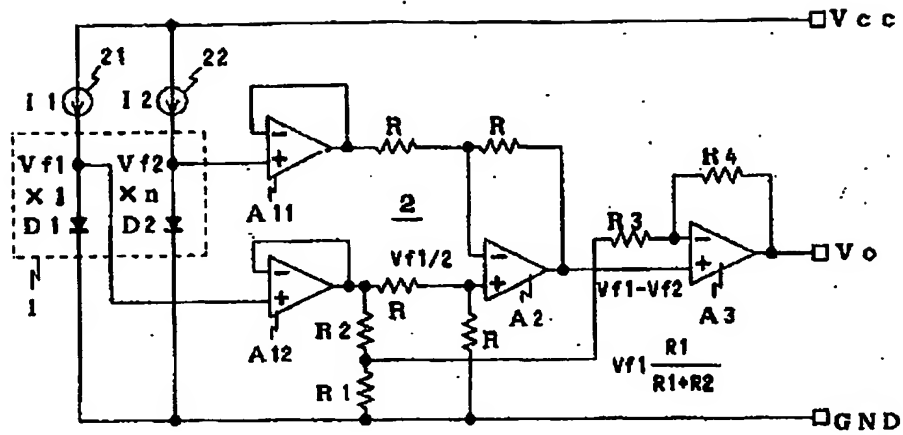 Vcc
21
22
I1
I2
R
R
R4
Vf1
Vf2
×1
×n
D1
D2
A11
2
R3
Vo
Vf1/2
1
R
A2
Vf1-Vf2
A3
A12
R2
R
R1
Vf1 R1/R1+R2
GND